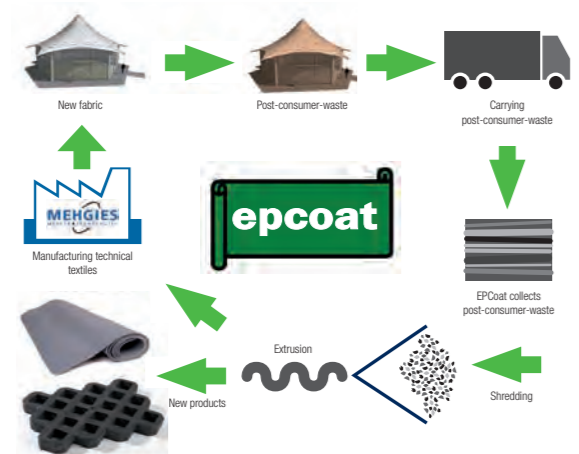 New fabric
Post-consumer-waste
Carrying
post-consumer-waste
MEHGIES
Manufacturing technical
textiles
epcoat
EPCoat collects
post-consumer-waste
Extrusion
Shredding
New products